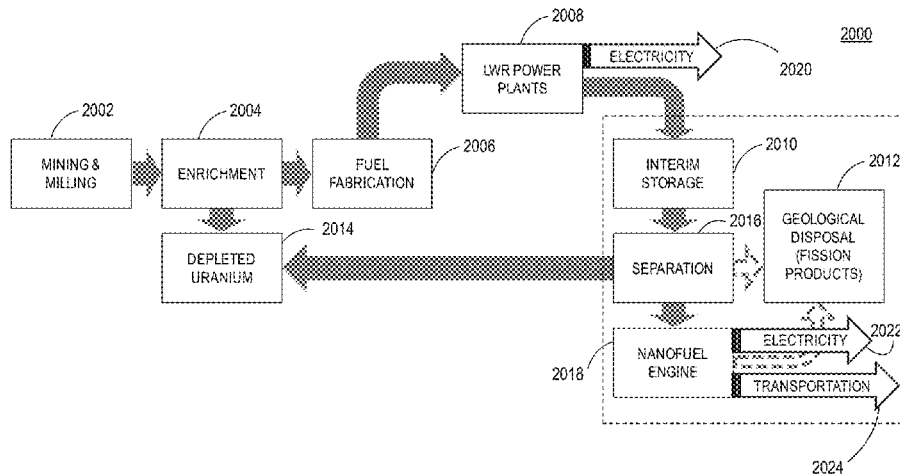 2008
2000
LWR POWER
PLANTS
ELECTRICITY
2020
2002
2004
MINING &
MILLING
ENRICHMENT
FUEL
FABRICATION
2006
INTERIM
STORAGE
2010
2012
2014
2016
DEPLETED
URANIUM
SEPARATION
GEOLOGICAL
DISPOSAL
(FISSION
PRODUCTS)
2018
NANOFUEL
ENGINE
ELECTRICITY
2022
TRANSPORTATION
2024